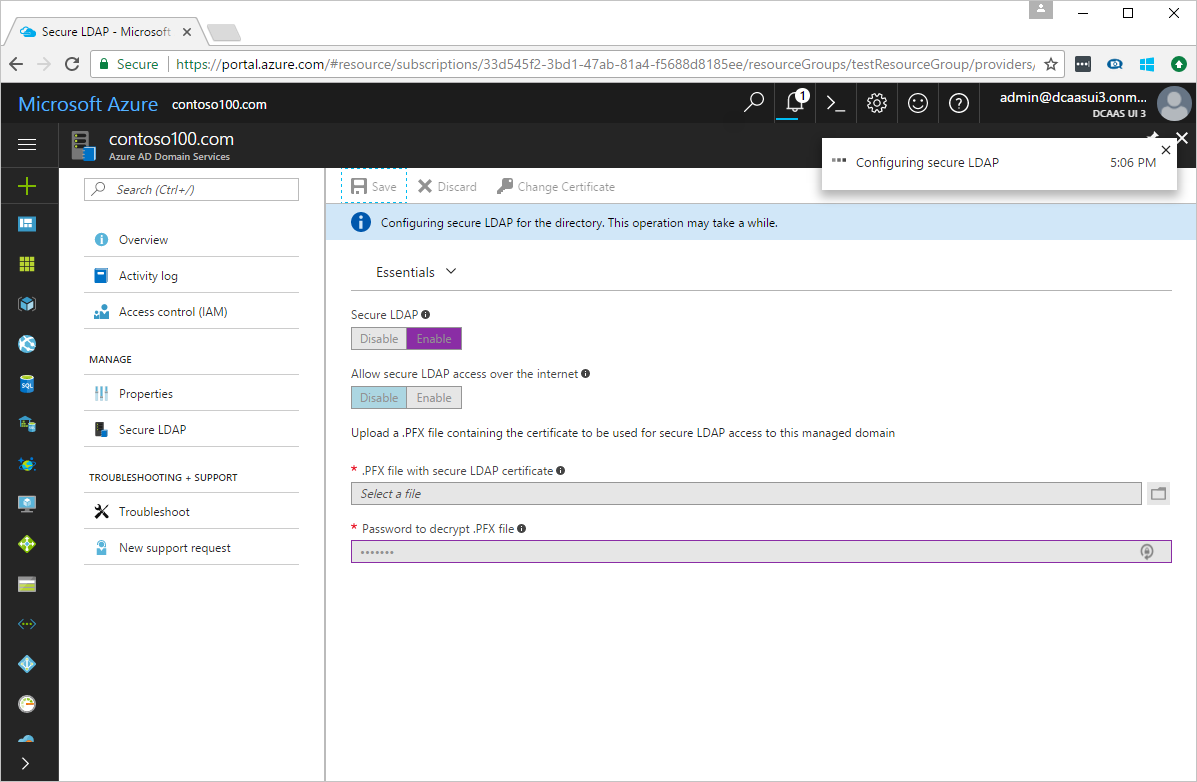 Secure LDAP - Microsoft
Secure https://portal.azure.com/#resource/subscriptions/33d545f2-3bd1-47ab-81a4-f5688d8185ee/resourceGroups/testResourceGroup/providers/
Microsoft Azure contoso100.com 1 admin@dcaasui3.onm...
DCAAS UI 3
contoso100.com
Azure AD Domain Services
Configuring secure LDAP 5:06 PM
Search (Ctrl+/)
Save Discard Change Certificate
Configuring secure LDAP for the directory. This operation may take a while.
Overview
Activity log
Access control (IAM)
MANAGE
Properties
Secure LDAP
TROUBLESHOOTING + SUPPORT
Troubleshoot
New support request
SQL
Essentials
Secure LDAP
Disable Enable
Allow secure LDAP access over the internet
Disable Enable
Upload a .PFX file containing the certificate to be used for secure LDAP access to this managed domain
* .PFX file with secure LDAP certificate
Select a file
* Password to decrypt .PFX file
•••••••